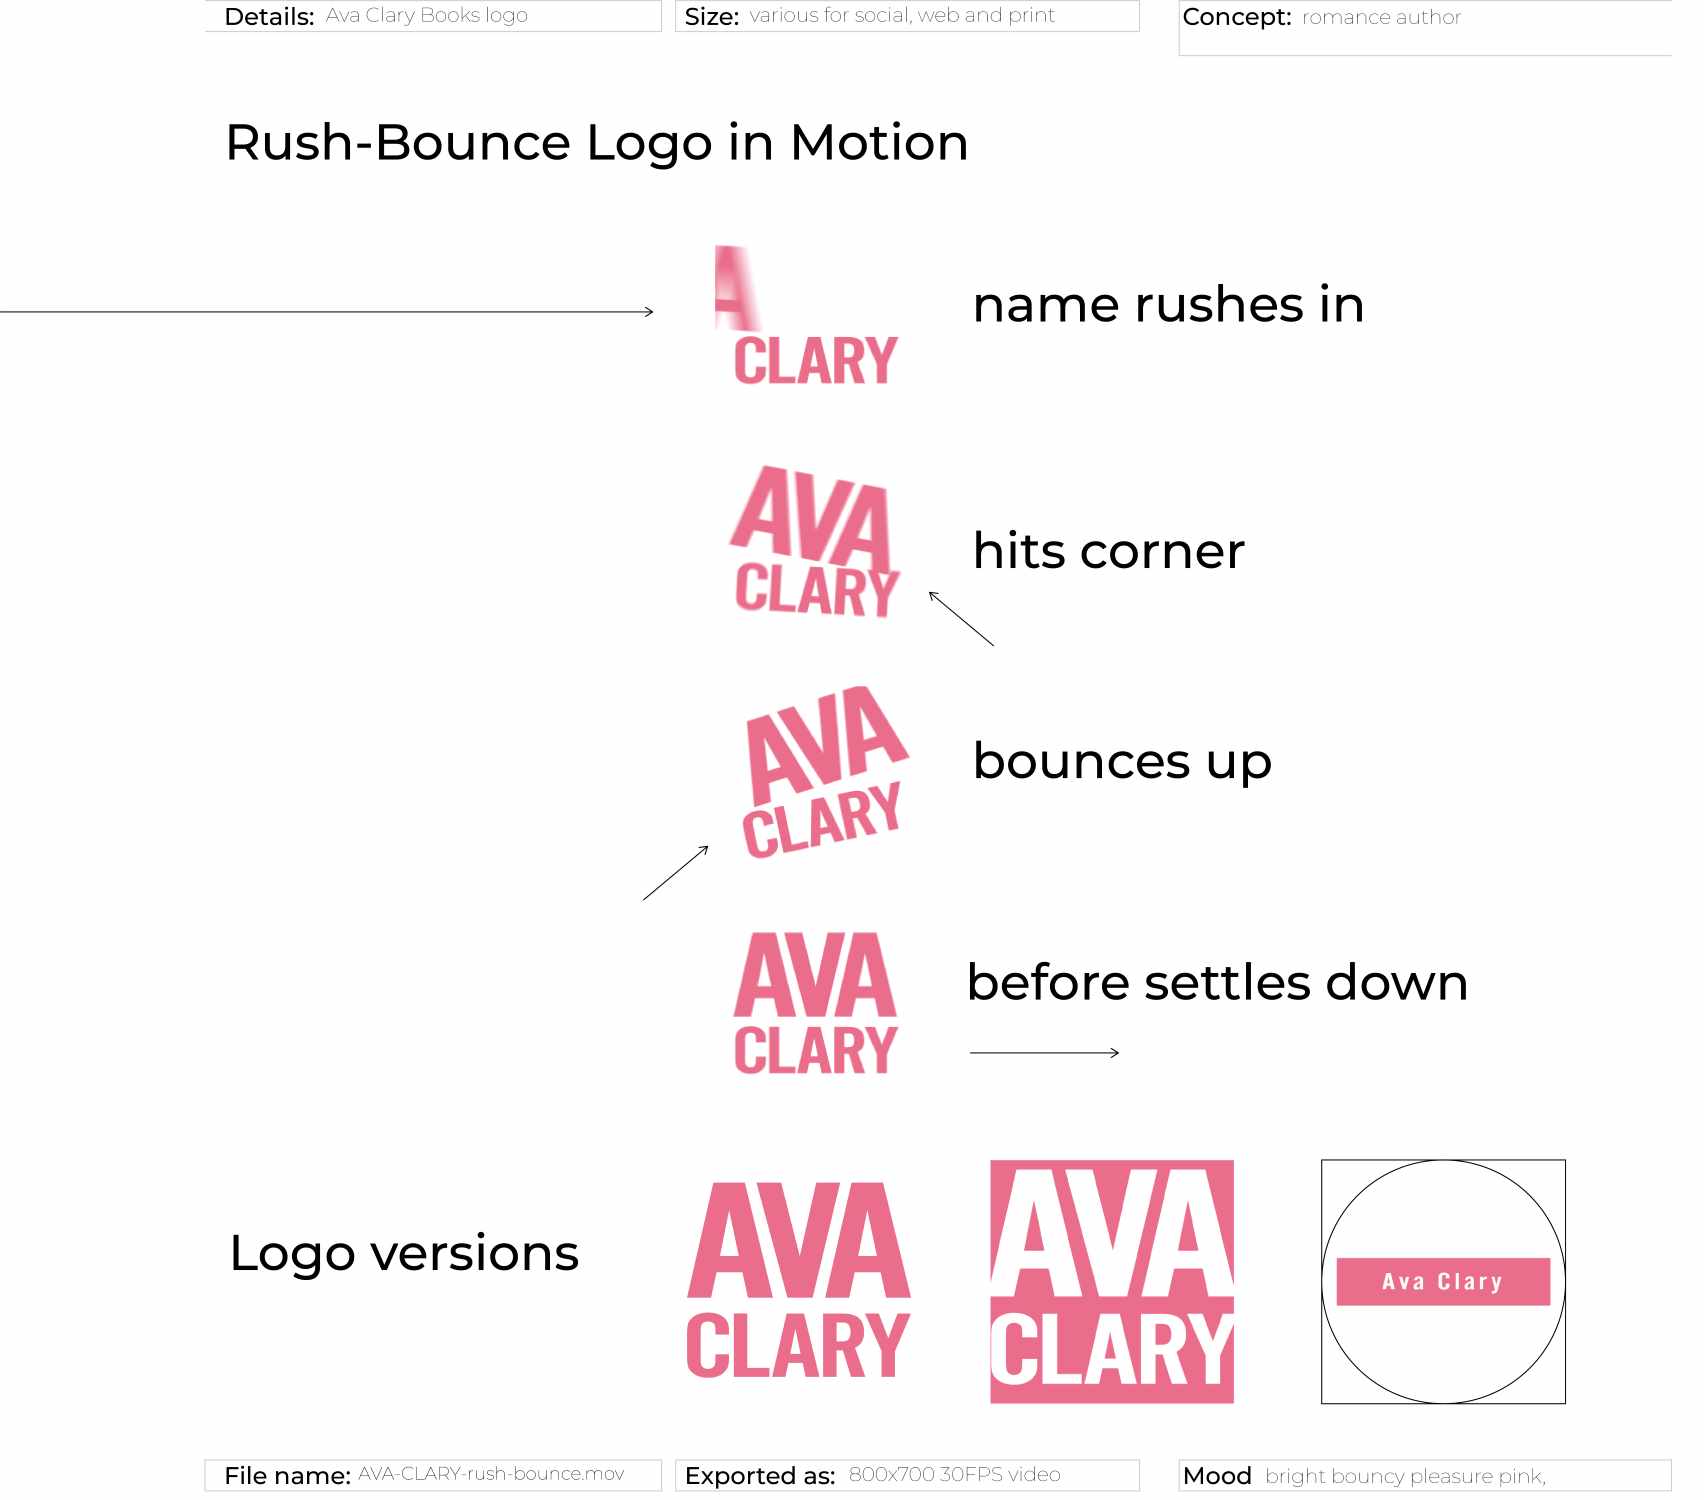 Details: Ava Clary Books logo
Size: various for social, web and print
Concept: romance author
Rush-Bounce Logo in Motion
A
CLARY
name rushes in
AVA
CLARY
hits corner
AVA
CLARY
bounces up
AVA
CLARY
before settles down
Logo versions
AVA
CLARY
AVA
CLARY
Ava Clary
File name: AVA-CLARY-rush-bounce.mov
Exported as: 800x700 30FPS video
Mood bright bouncy pleasure pink,